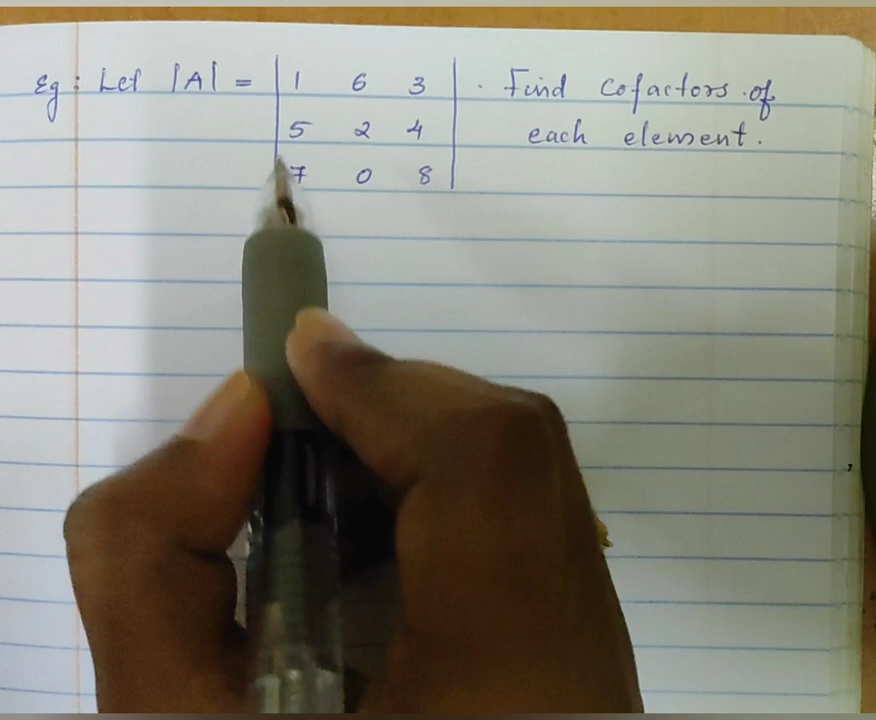 Eg : Let |A| = | 1 6 3 | . Find cofactors of
5 2 4 each element.
7 0 8